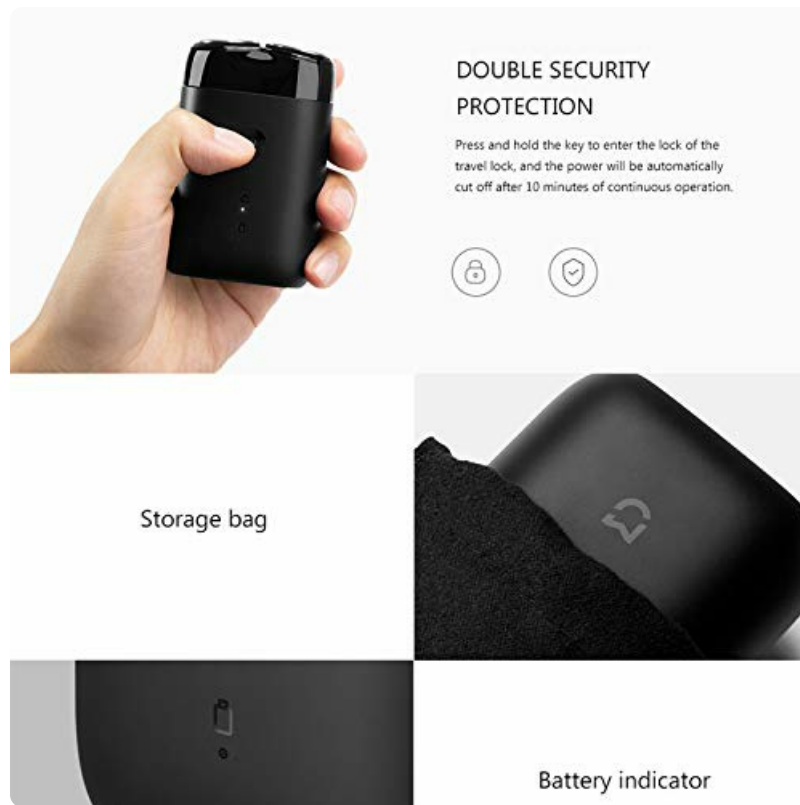 DOUBLE SECURITY
PROTECTION
Press and hold the key to enter the lock of the
travel lock, and the power will be automatically
cut off after 10 minutes of continuous operation.
Storage bag
Battery indicator